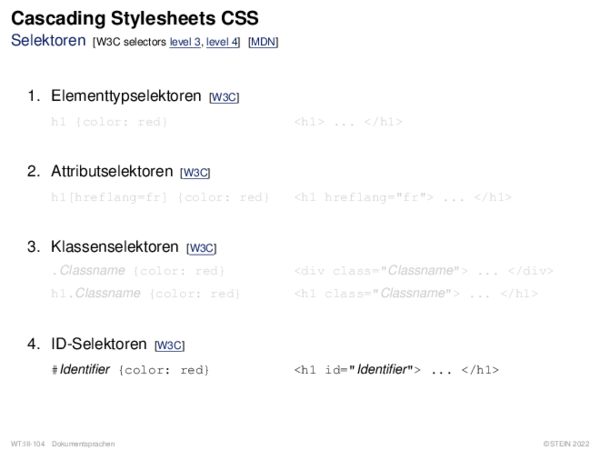 Cascading Stylesheets CSS
Selektoren [W3C selectors level 3, level 4] [MDN]
1. Elementtypselektoren [W3C]
h1 {color: red} <h1> ... </h1>
2. Attributselektoren [W3C]
h1[hreflang=fr] {color: red} <h1 hreflang="fr"> ... </h1>
3. Klassenselektoren [W3C]
.Classname {color: red} <div class="Classname"> ... </div>
h1.Classname {color: red} <h1 class="Classname"> ... </h1>
4. ID-Selektoren [W3C]
#Identifier {color: red} <h1 id="Identifier"> ... </h1>
WT:III-104 Dokumentsprachen ©STEIN 2022